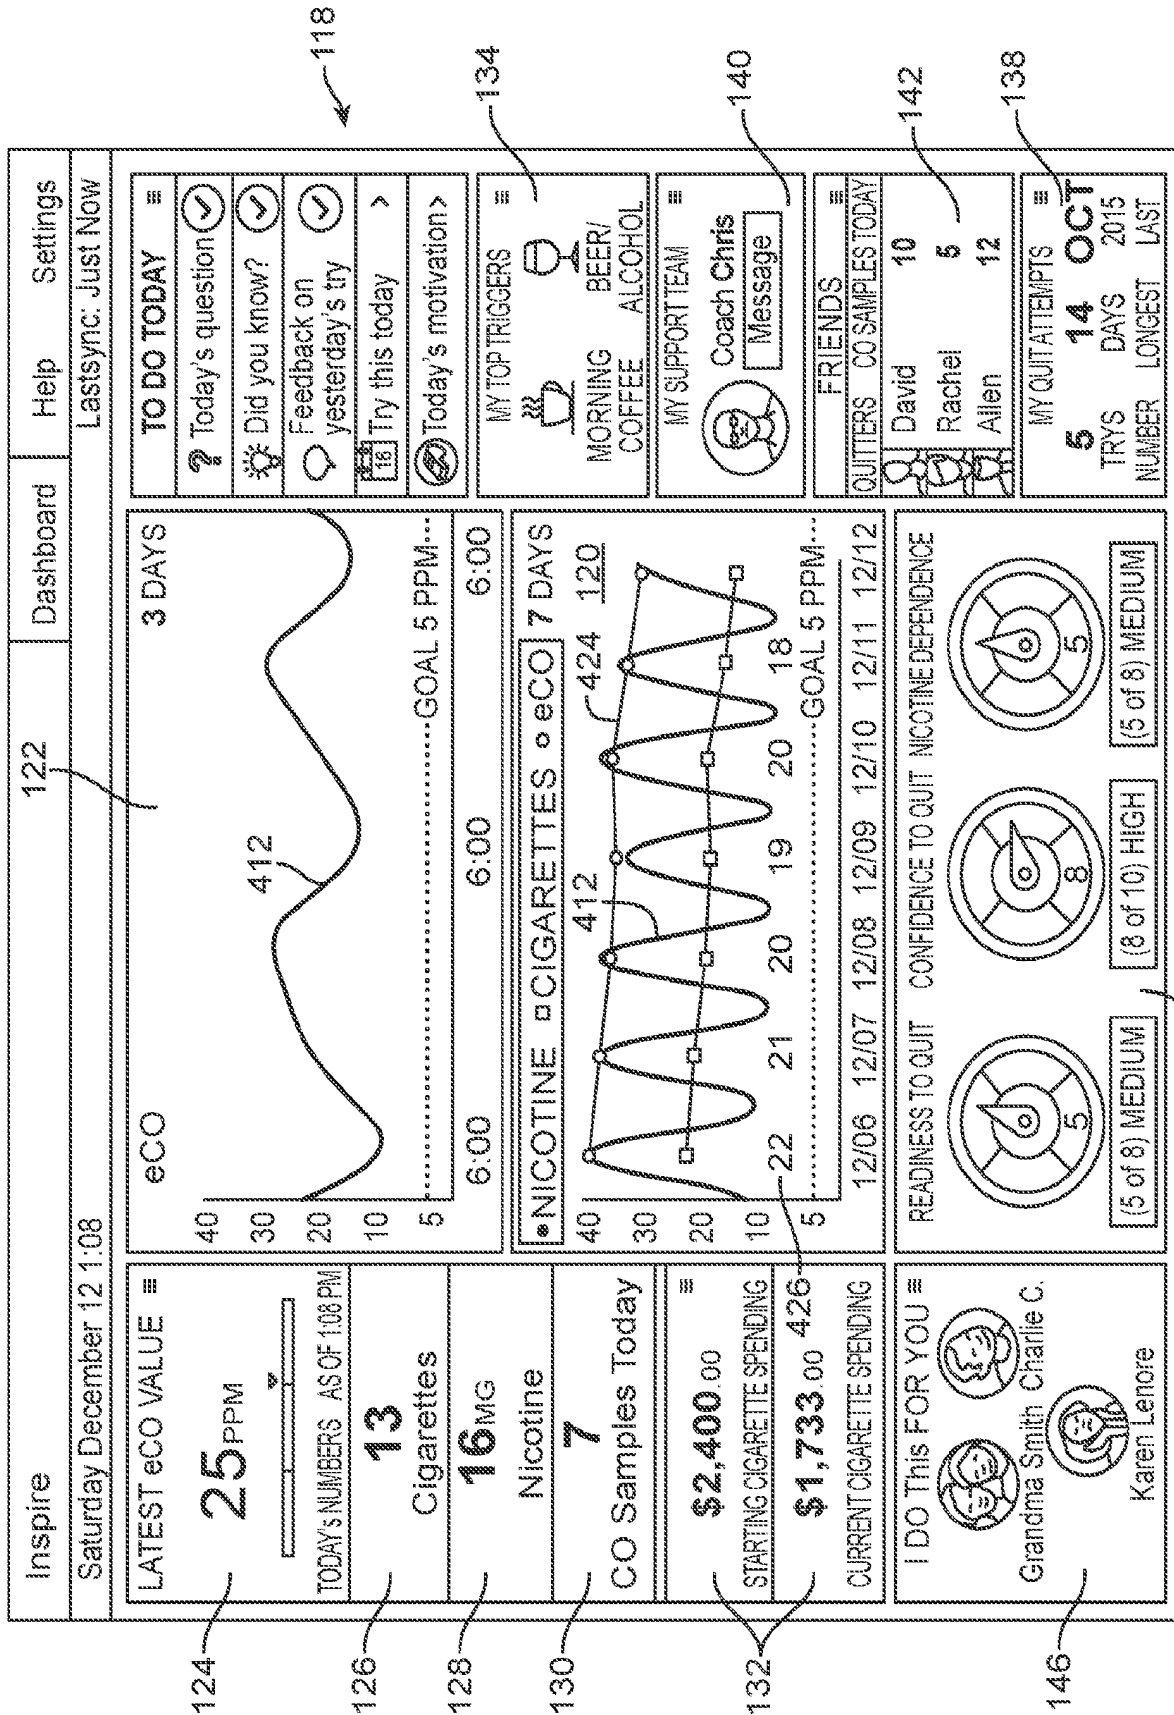 118
Inspire
Dashboard
Help
Settings
Saturday December 12 1:08
Lastsync: Just Now
124
LATEST eCO VALUE ≡
25PPM
TODAY's NUMBERS AS OF 1:08 PM
126
13
Cigarettes
128
16MG
Nicotine
130
7
CO Samples Today
132
$2,400.00
STARTING CIGARETTE SPENDING
$1,733.00
CURRENT CIGARETTE SPENDING
426
146
I DO This FOR YOU ≡
Grandma Smith
Charlie C.
Karen Lenore
122
eCO
3 DAYS
412
40
30
20
10
5
GOAL 5 PPM
6:00
6:00
6:00
•NICOTINE □CIGARETTES ○eCO
7 DAYS
120
424
412
40
30
20
10
5
22
21
20
19
20
18
GOAL 5 PPM
12/06
12/07
12/08
12/09
12/10
12/11
12/12
READINESS TO QUIT
CONFIDENCE TO QUIT
NICOTINE DEPENDENCE
5
8
5
(5 of 8) MEDIUM
(8 of 10) HIGH
(5 of 8) MEDIUM
TO DO TODAY ≡
? Today's question
Did you know?
Feedback on
yesterday's try
16
Try this today >
Today's motivation>
134
MY TOP TRIGGERS ≡
MORNING
COFFEE
BEER/
ALCOHOL
140
MY SUPPORT TEAM ≡
Coach Chris
Message
142
FRIENDS ≡
QUITTERS CO SAMPLES TODAY
David 10
Rachel 5
Allen 12
138
MY QUIT ATTEMPTS ≡
5 14 OCT
TRYS DAYS 2015
NUMBER LONGEST LAST